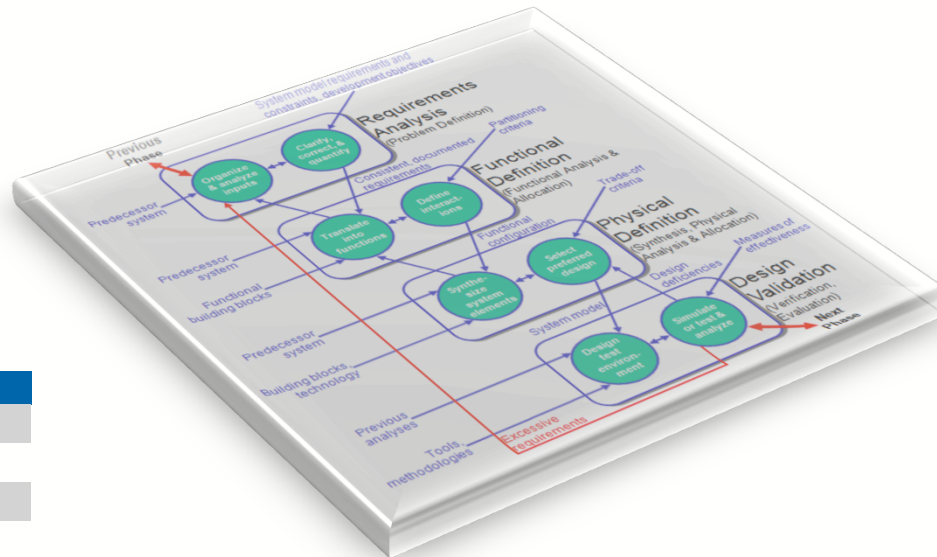 System model requirements and
constraints, development objectives
Previous
Phase
Requirements
Analysis
(Problem Definition)
Clarify,
correct, &
quantify
Organize
& analyze
inputs
Predecessor
system
Consistent, documented
requirements
Partitioning
criteria
Functional
Definition
(Functional Analysis &
Allocation)
Define
interact-
ions
Translate
into
functions
Predecessor
system
Functional
building blocks
Functional
configuration
Trade-off
criteria
Physical
Definition
(Synthesis, Physical
Analysis & Allocation)
Select
preferred
design
Synthe-
size
system
elements
Predecessor
system
Building blocks,
technology
System model
Design
deficiencies
Measures of
effectiveness
Design
Validation
(Verification,
Evaluation)
Simulate
or test &
analyze
Design
test
environ-
ment
Previous
analyses
Tools,
methodologies
Excessive
requirements
Next
Phase